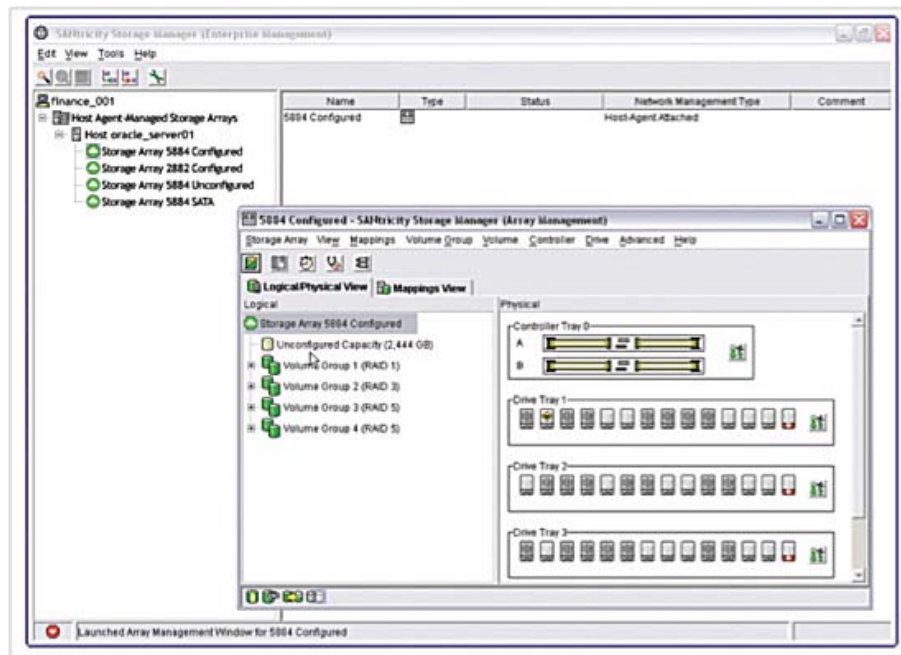 SANtricity Storage Manager (Enterprise Management)
Edit View Tools Help
finance_001
Host Agent-Managed Storage Arrays
Host oracle_server01
Storage Array 5884 Configured
Storage Array 2882 Configured
Storage Array 5884 Unconfigured
Storage Array 5884 SATA
Name Type Status Network Management Type Comment
5884 Configured Host-Agent Attached
5884 Configured - SANtricity Storage Manager (Array Management)
Storage Array View Mappings Volume Group Volume Controller Drive Advanced Help
Logical/Physical View Mappings View
Logical
Storage Array 5884 Configured
Unconfigured Capacity (2,444 GB)
Volume Group 1 (RAID 1)
Volume Group 2 (RAID 3)
Volume Group 3 (RAID 5)
Volume Group 4 (RAID 5)
Physical
Controller Tray 0
A
B
Drive Tray 1
Drive Tray 2
Drive Tray 3
Launched Array Management Window for 5884 Configured